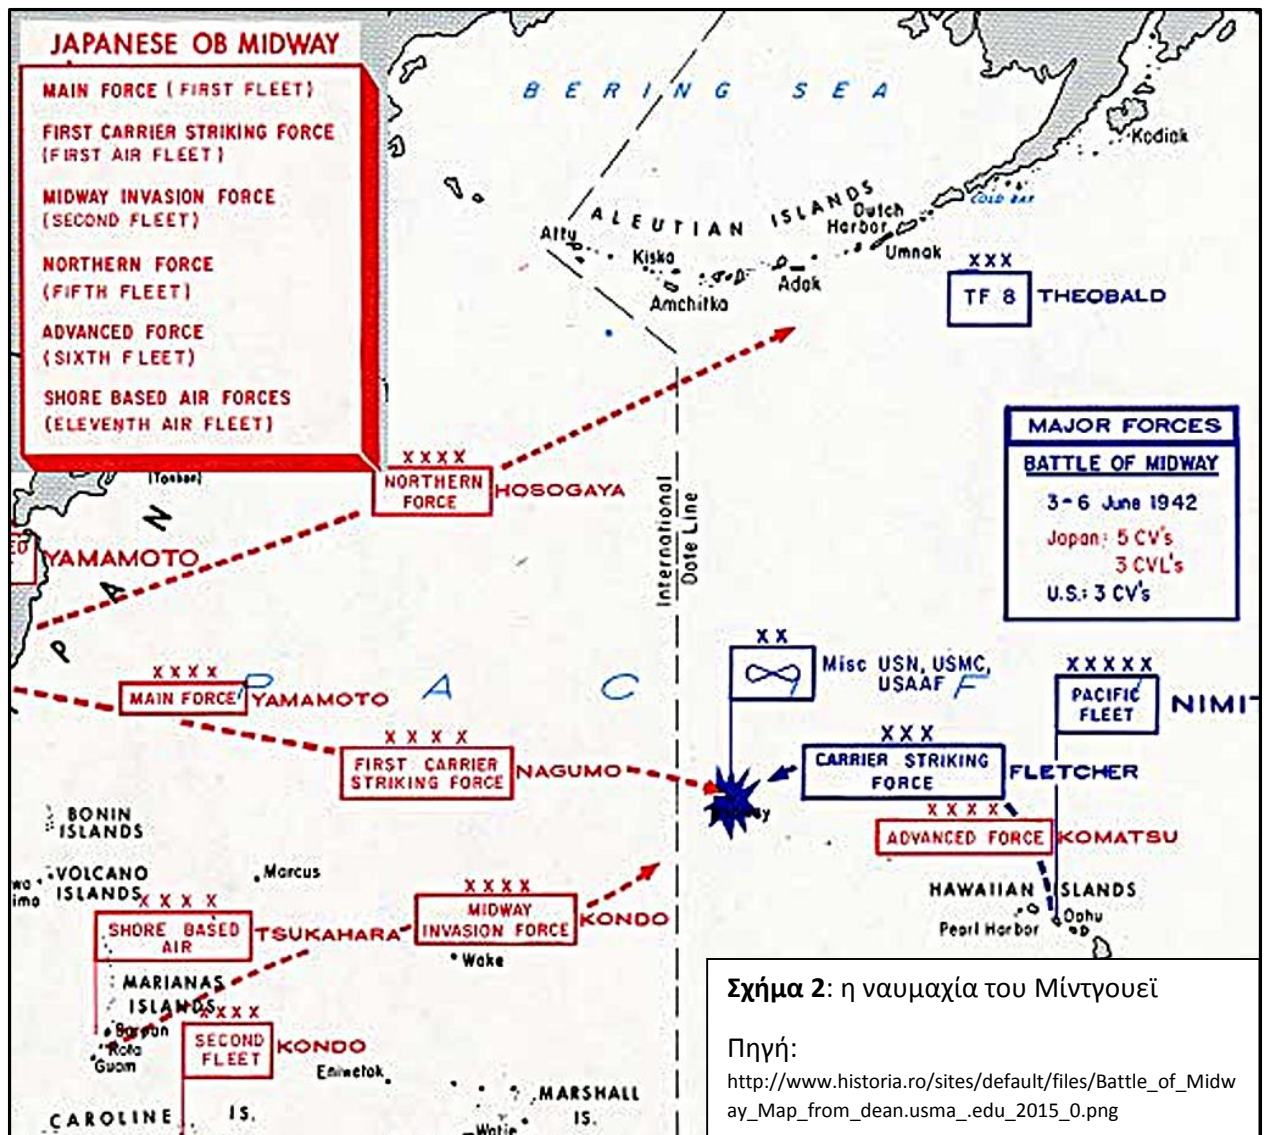 JAPANESE OB MIDWAY
MAIN FORCE (FIRST FLEET)
FIRST CARRIER STRIKING FORCE
(FIRST AIR FLEET)
MIDWAY INVASION FORCE
(SECOND FLEET)
NORTHERN FORCE
(FIFTH FLEET)
ADVANCED FORCE
(SIXTH FLEET)
SHORE BASED AIR FORCES
(ELEVENTH AIR FLEET)
BERING SEA
Kodiak
COLD BAY
ALEUTIAN ISLANDS
Dutch
Harbor
Umnak
Attu
Kiska
Amchitka
Adak
XXX
TF 8
THEOBALD
MAJOR FORCES
BATTLE OF MIDWAY
3-6 June 1942
Japan: 5 CV's
3 CVL's
U.S.: 3 CV's
XXXX
NORTHERN
FORCE
HOSOGAYA
YAMAMOTO
P A N
International
Date Line
XX
Misc USN, USMC,
USAAF
XXXXX
PACIFIC
FLEET
P A C F
XXXX
MAIN FORCE
YAMAMOTO
XXXX
FIRST CARRIER
STRIKING FORCE
NAGUMO
XXX
CARRIER STRIKING
FORCE
FLETCHER
XXXX
ADVANCED FORCE
KOMATSU
BONIN
ISLANDS
VOLCANO
ISLANDS
Marcus
HAWAIIAN ISLANDS
Oahu
Pearl Harbor
XXXX
SHORE BASED
AIR
TSUKAHARA
XXXX
MIDWAY
INVASION FORCE
KONDO
Wake
MARIANAS
ISLANDS
Rota
Guam
XXXX
SECOND
FLEET
KONDO
Eniwetok
MARSHALL
IS.
CAROLINE IS.
Σχήμα 2: η ναυμαχία του Μίντγουεϊ
Πηγή:
http://www.historia.ro/sites/default/files/Battle_of_Midw
ay_Map_from_dean.usma_.edu_2015_0.png